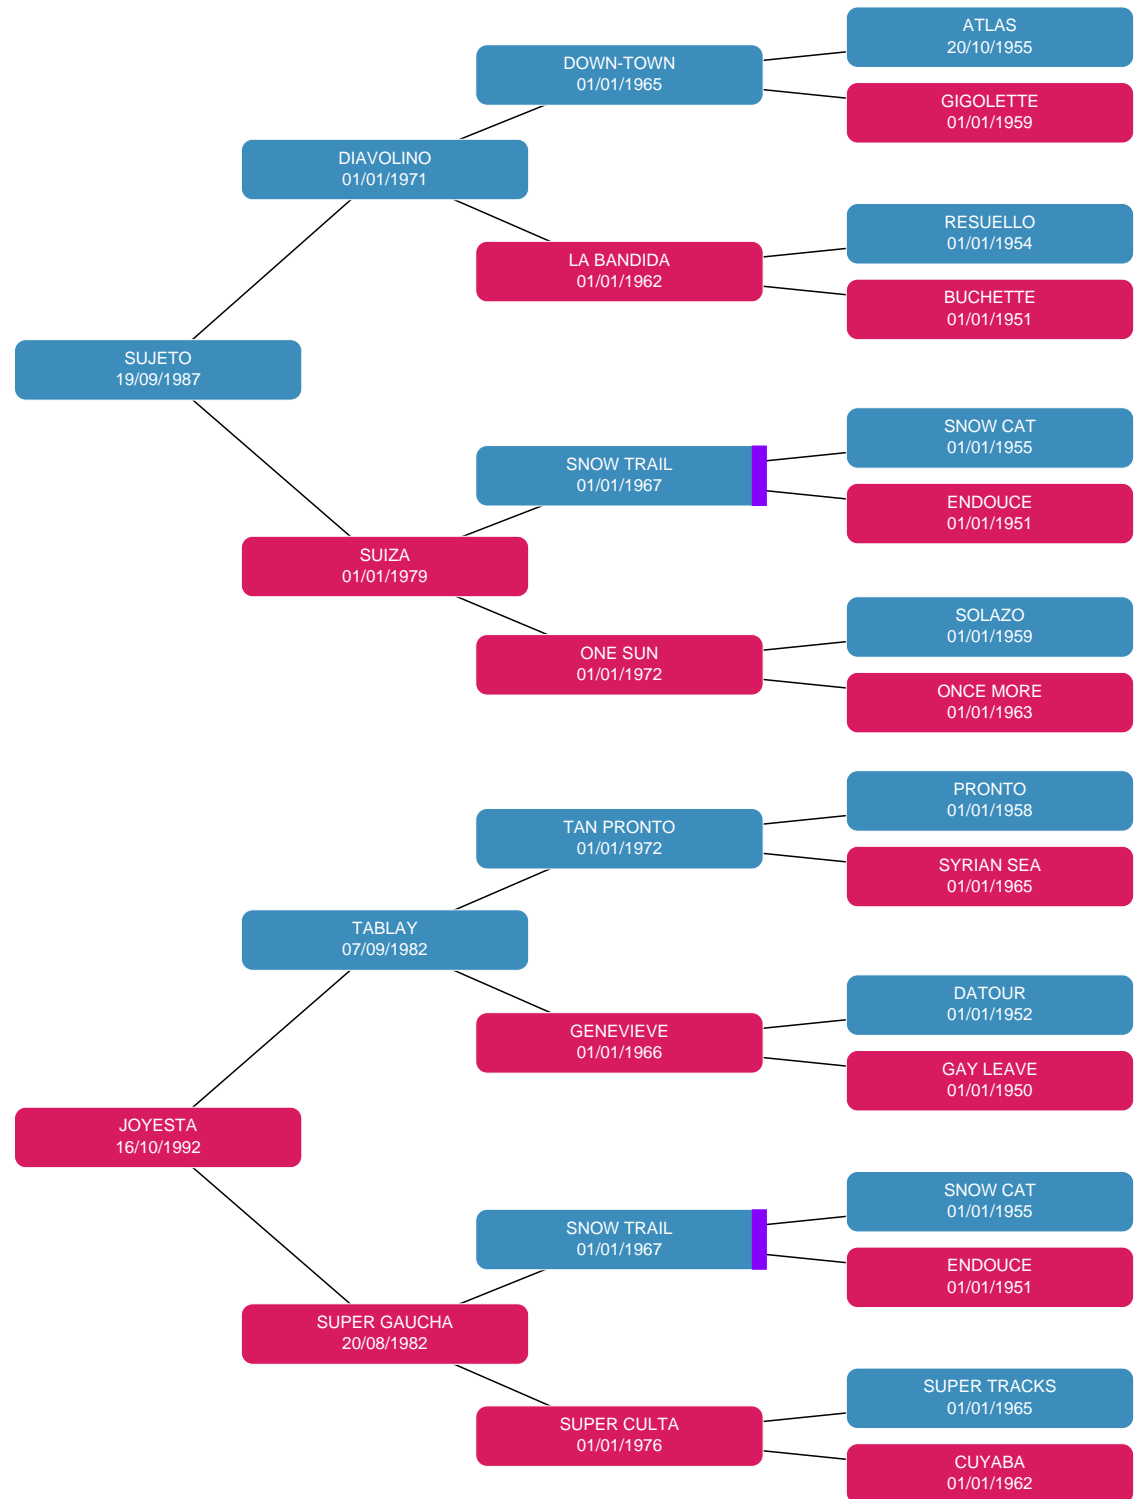 ATLAS
20/10/1955
DOWN-TOWN
01/01/1965
GIGOLETTE
01/01/1959
DIAVOLINO
01/01/1971
RESUELLO
01/01/1954
LA BANDIDA
01/01/1962
BUCHETTE
01/01/1951
SUJETO
19/09/1987
SNOW CAT
01/01/1955
SNOW TRAIL
01/01/1967
ENDOUCE
01/01/1951
SUIZA
01/01/1979
SOLAZO
01/01/1959
ONE SUN
01/01/1972
ONCE MORE
01/01/1963
PRONTO
01/01/1958
TAN PRONTO
01/01/1972
SYRIAN SEA
01/01/1965
TABLAY
07/09/1982
DATOUR
01/01/1952
GENEVIEVE
01/01/1966
GAY LEAVE
01/01/1950
JOYESTA
16/10/1992
SNOW CAT
01/01/1955
SNOW TRAIL
01/01/1967
ENDOUCE
01/01/1951
SUPER GAUCHA
20/08/1982
SUPER TRACKS
01/01/1965
SUPER CULTA
01/01/1976
CUYABA
01/01/1962